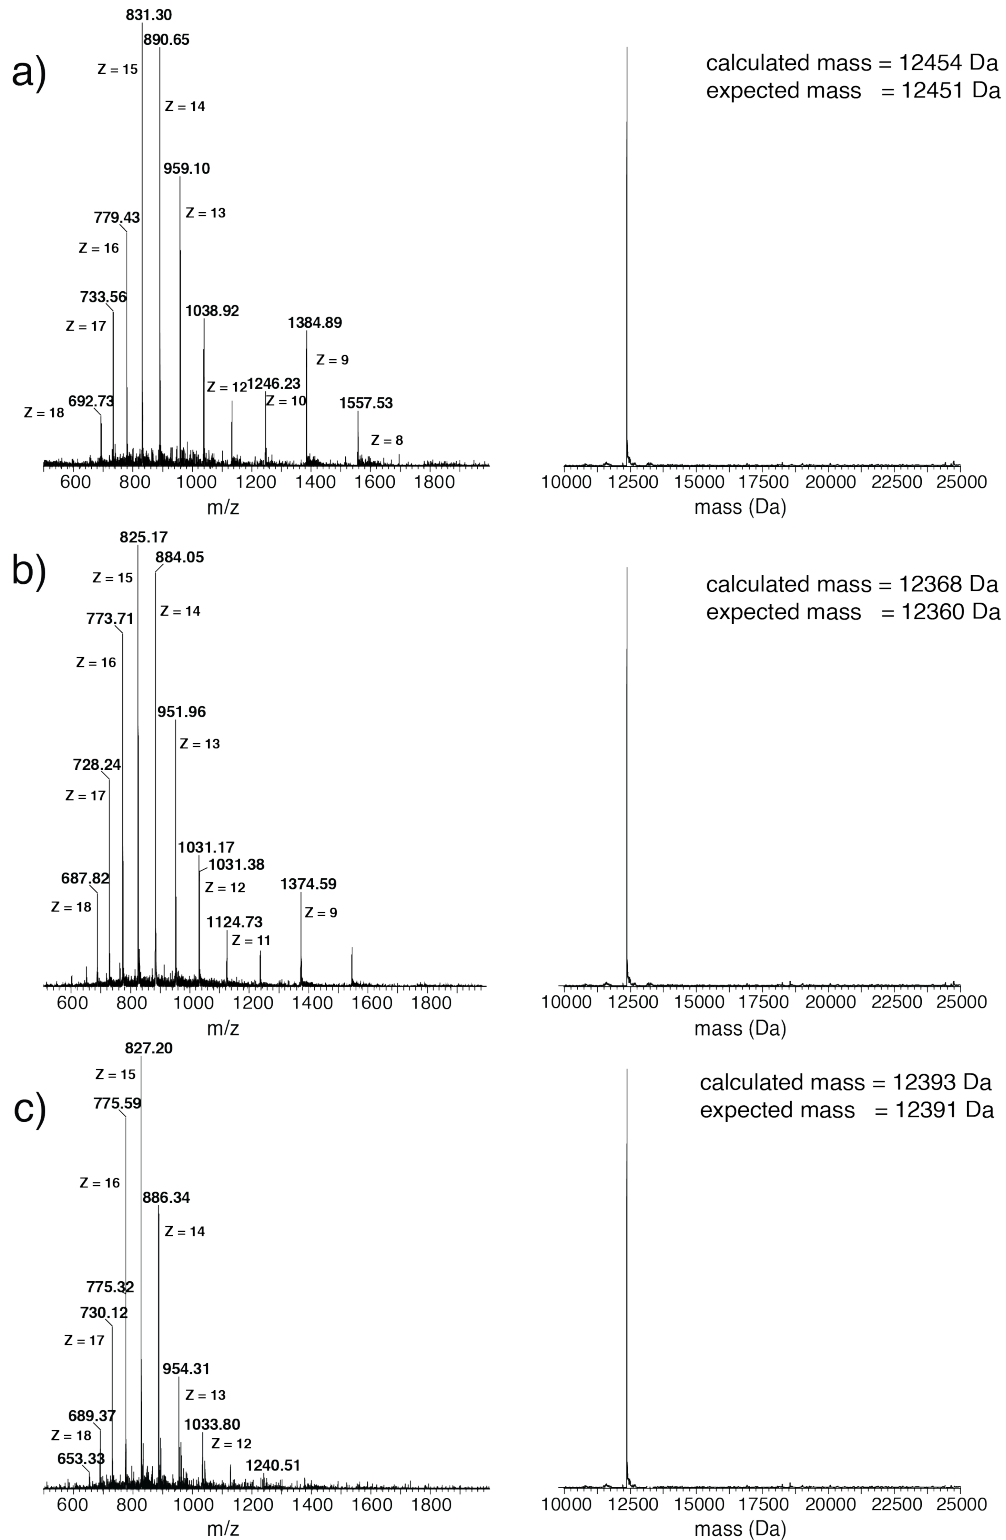 a)
831.30
890.65
Z = 15
Z = 14
959.10
779.43
Z = 13
Z = 16
733.56
1038.92
1384.89
Z = 17
Z = 9
692.73
Z = 12
1246.23
Z = 10
1557.53
Z = 18
Z = 8
600 800 1000 1200 1400 1600 1800
m/z
calculated mass = 12454 Da
expected mass = 12451 Da
10000 12500 15000 17500 20000 22500 25000
mass (Da)
b)
825.17
884.05
Z = 15
Z = 14
773.71
Z = 16
951.96
Z = 13
728.24
Z = 17
1031.17
1031.38
687.82
Z = 12
1374.59
Z = 18
Z = 9
1124.73
Z = 11
600 800 1000 1200 1400 1600 1800
m/z
calculated mass = 12368 Da
expected mass = 12360 Da
10000 12500 15000 17500 20000 22500 25000
mass (Da)
c)
827.20
Z = 15
775.59
Z = 16
886.34
Z = 14
775.32
730.12
Z = 17
954.31
Z = 13
689.37
1033.80
Z = 18
Z = 12
653.33
1240.51
600 800 1000 1200 1400 1600 1800
m/z
calculated mass = 12393 Da
expected mass = 12391 Da
10000 12500 15000 17500 20000 22500 25000
mass (Da)